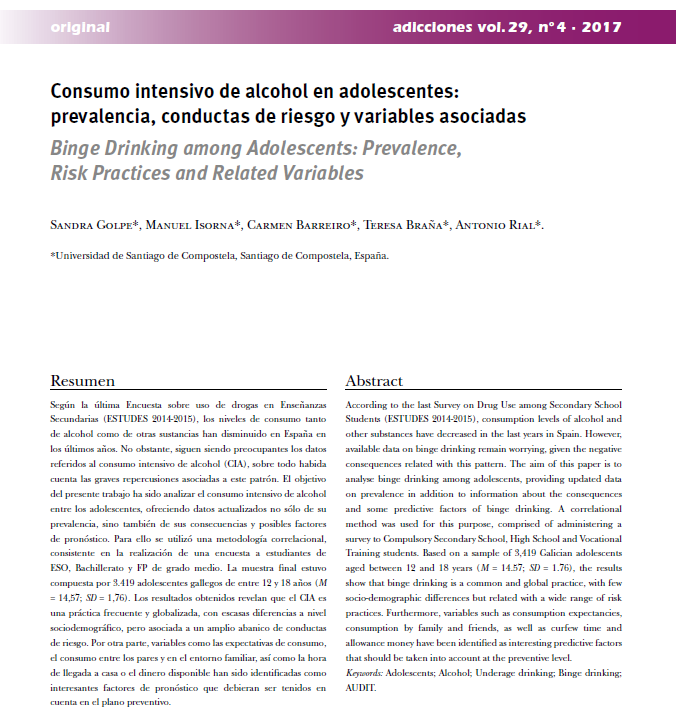 original
adicciones vol. 29, nº 4 · 2017
Consumo intensivo de alcohol en adolescentes:
prevalencia, conductas de riesgo y variables asociadas
Binge Drinking among Adolescents: Prevalence,
Risk Practices and Related Variables
Sandra Golpe*, Manuel Isorna*, Carmen Barreiro*, Teresa Braña*, Antonio Rial*.
*Universidad de Santiago de Compostela, Santiago de Compostela, España.
Resumen
Según la última Encuesta sobre uso de drogas en Enseñanzas
Secundarias (ESTUDES 2014-2015), los niveles de consumo tanto
de alcohol como de otras sustancias han disminuido en España en
los últimos años. No obstante, siguen siendo preocupantes los datos
referidos al consumo intensivo de alcohol (CIA), sobre todo habida
cuenta las graves repercusiones asociadas a este patrón. El objetivo
del presente trabajo ha sido analizar el consumo intensivo de alcohol
entre los adolescentes, ofreciendo datos actualizados no sólo de su
prevalencia, sino también de sus consecuencias y posibles factores
de pronóstico. Para ello se utilizó una metodología correlacional,
consistente en la realización de una encuesta a estudiantes de
ESO, Bachillerato y FP de grado medio. La muestra final estuvo
compuesta por 3.419 adolescentes gallegos de entre 12 y 18 años (M
= 14,57; SD = 1,76). Los resultados obtenidos revelan que el CIA es
una práctica frecuente y globalizada, con escasas diferencias a nivel
sociodemográfico, pero asociada a un amplio abanico de conductas
de riesgo. Por otra parte, variables como las expectativas de consumo,
el consumo entre los pares y en el entorno familiar, así como la hora
de llegada a casa o el dinero disponible han sido identificadas como
interesantes factores de pronóstico que debieran ser tenidos en
cuenta en el plano preventivo.
Abstract
According to the last Survey on Drug Use among Secondary School
Students (ESTUDES 2014-2015), consumption levels of alcohol and
other substances have decreased in the last years in Spain. However,
available data on binge drinking remain worrying, given the negative
consequences related with this pattern. The aim of this paper is to
analyse binge drinking among adolescents, providing updated data
on prevalence in addition to information about the consequences
and some predictive factors of binge drinking. A correlational
method was used for this purpose, comprised of administering a
survey to Compulsory Secondary School, High School and Vocational
Training students. Based on a sample of 3,419 Galician adolescents
aged between 12 and 18 years (M = 14.57; SD = 1.76), the results
show that binge drinking is a common and global practice, with few
socio-demographic differences but related with a wide range of risk
practices. Furthermore, variables such as consumption expectancies,
consumption by family and friends, as well as curfew time and
allowance money have been identified as interesting predictive factors
that should be taken into account at the preventive level.
Keywords: Adolescents; Alcohol; Underage drinking; Binge drinking;
AUDIT.